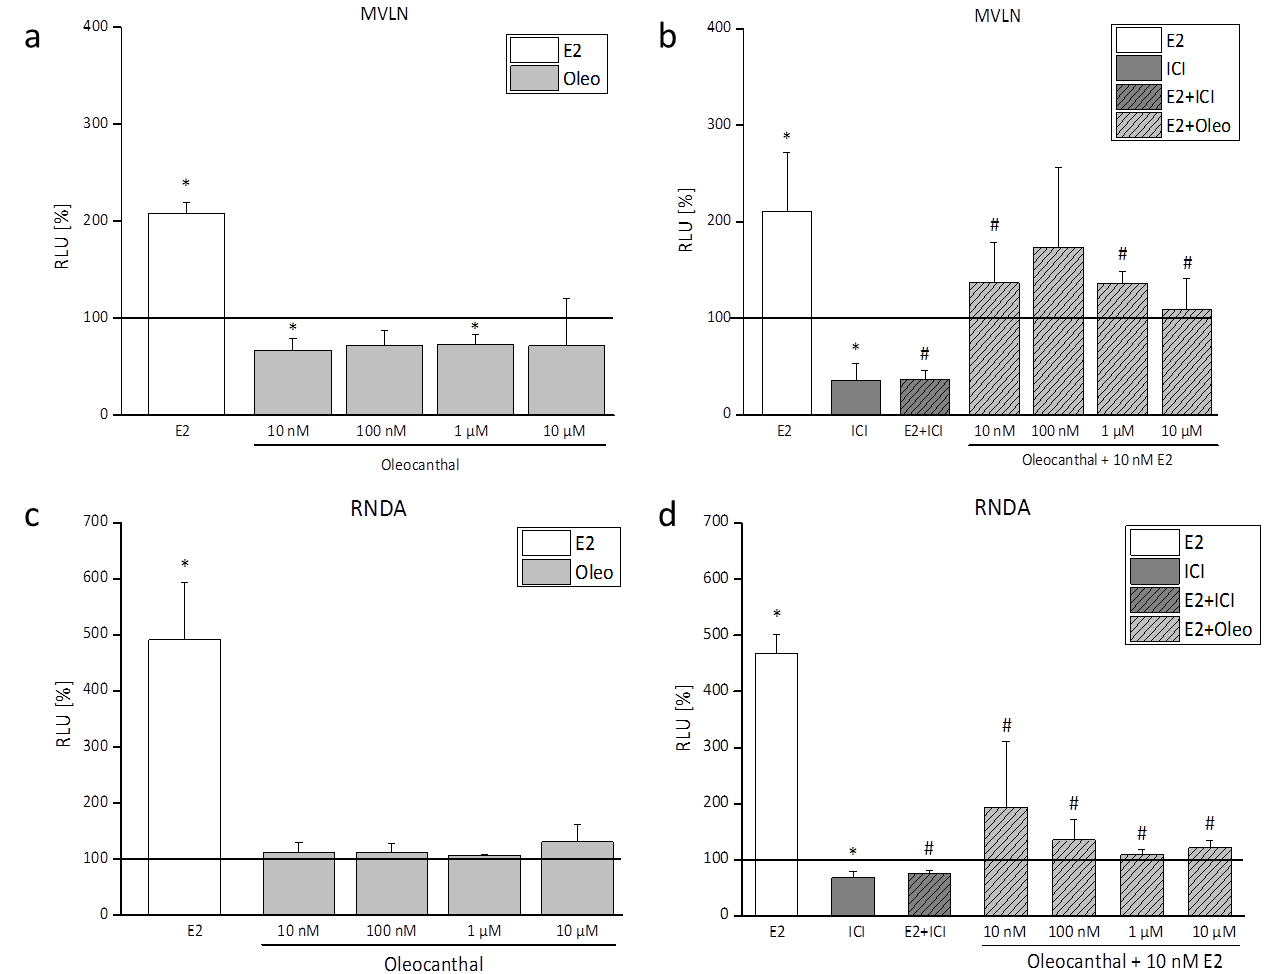 a
MVLN
400
300
200
100
0
RLU [%]
E2
Oleo
*
*
*
E2
10 nM
100 nM
1 µM
10 µM
Oleocanthal
b
MVLN
400
300
200
100
0
RLU [%]
E2
ICI
E2+ICI
E2+Oleo
*
*
#
#
#
#
E2
ICI
E2+ICI
10 nM
100 nM
1 µM
10 µM
Oleocanthal + 10 nM E2
c
RNDA
700
600
500
400
300
200
100
0
RLU [%]
E2
Oleo
*
E2
10 nM
100 nM
1 µM
10 µM
Oleocanthal
d
RNDA
700
600
500
400
300
200
100
0
RLU [%]
E2
ICI
E2+ICI
E2+Oleo
*
*
#
#
#
#
#
E2
ICI
E2+ICI
10 nM
100 nM
1 µM
10 µM
Oleocanthal + 10 nM E2